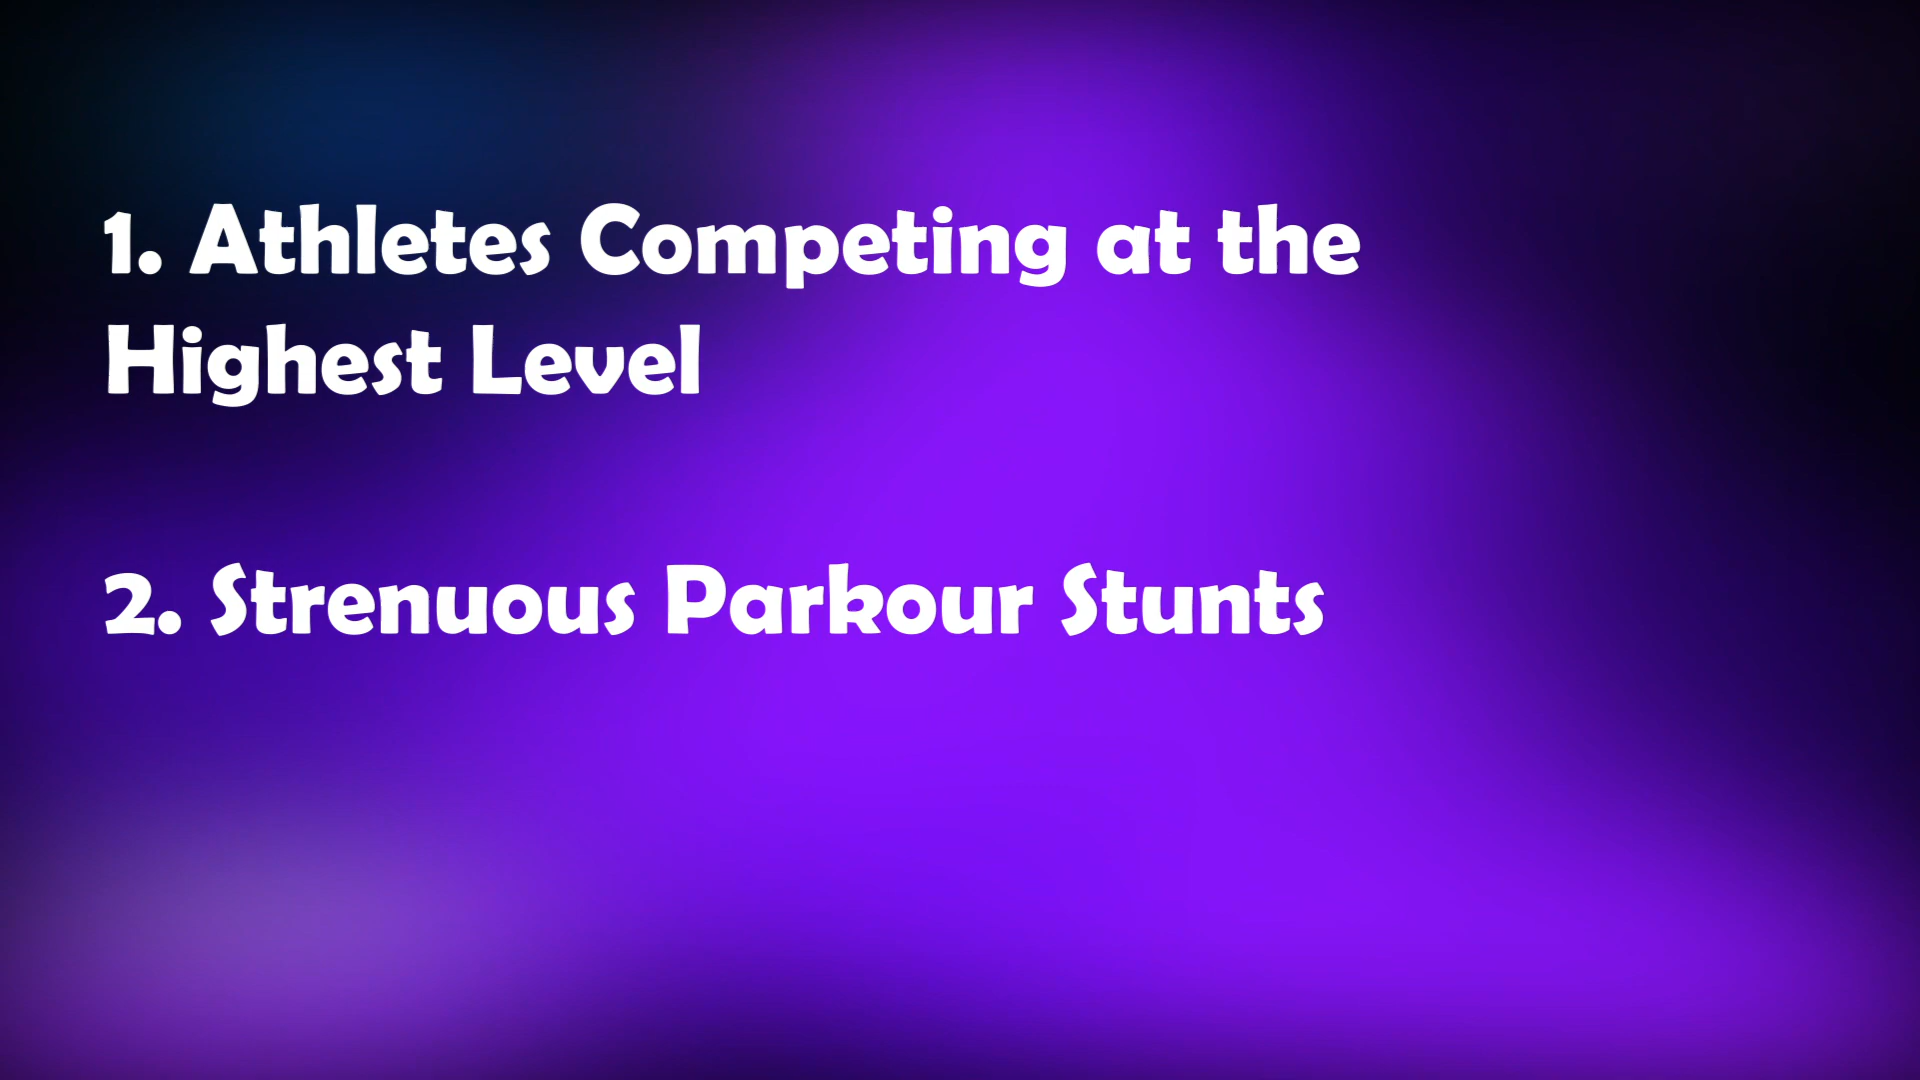 1. Athletes Competing at the
Highest Level
2. Strenuous Parkour Stunts